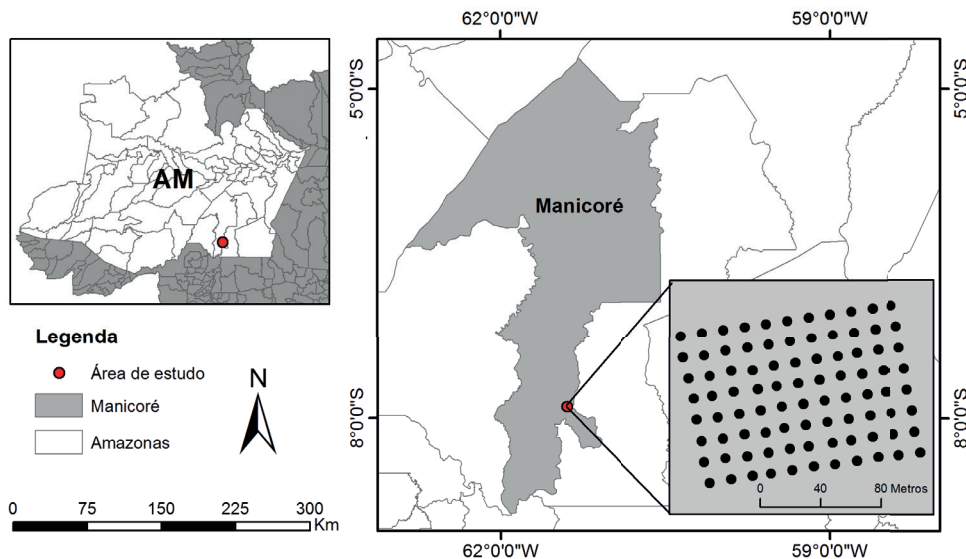 62°0'0"W 59°0'0"W
5°0'0"S
5°0'0"S
AM
Manicoré
Legenda
Área de estudo
Manicoré
Amazonas
N
8°0'0"S
8°0'0"S
0 40 80 Metros
0 75 150 225 300
Km
62°0'0"W 59°0'0"W